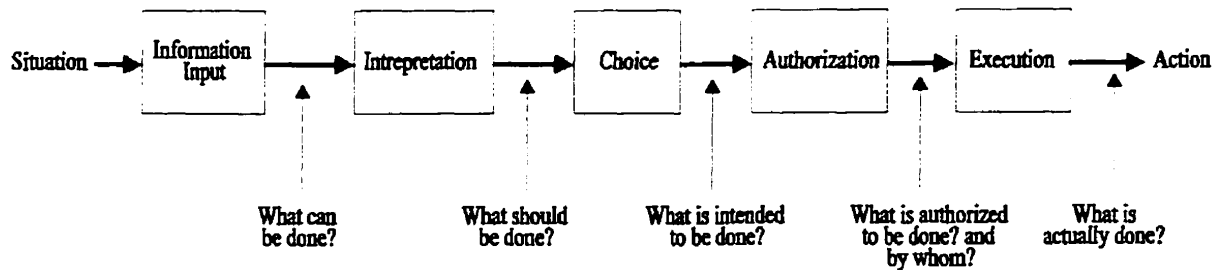 Situation
Information
Input
Intrepretation
Choice
Authorization
Execution
Action
What can
be done?
What should
be done?
What is intended
to be done?
What is authorized
to be done? and
by whom?
What is
actually done?